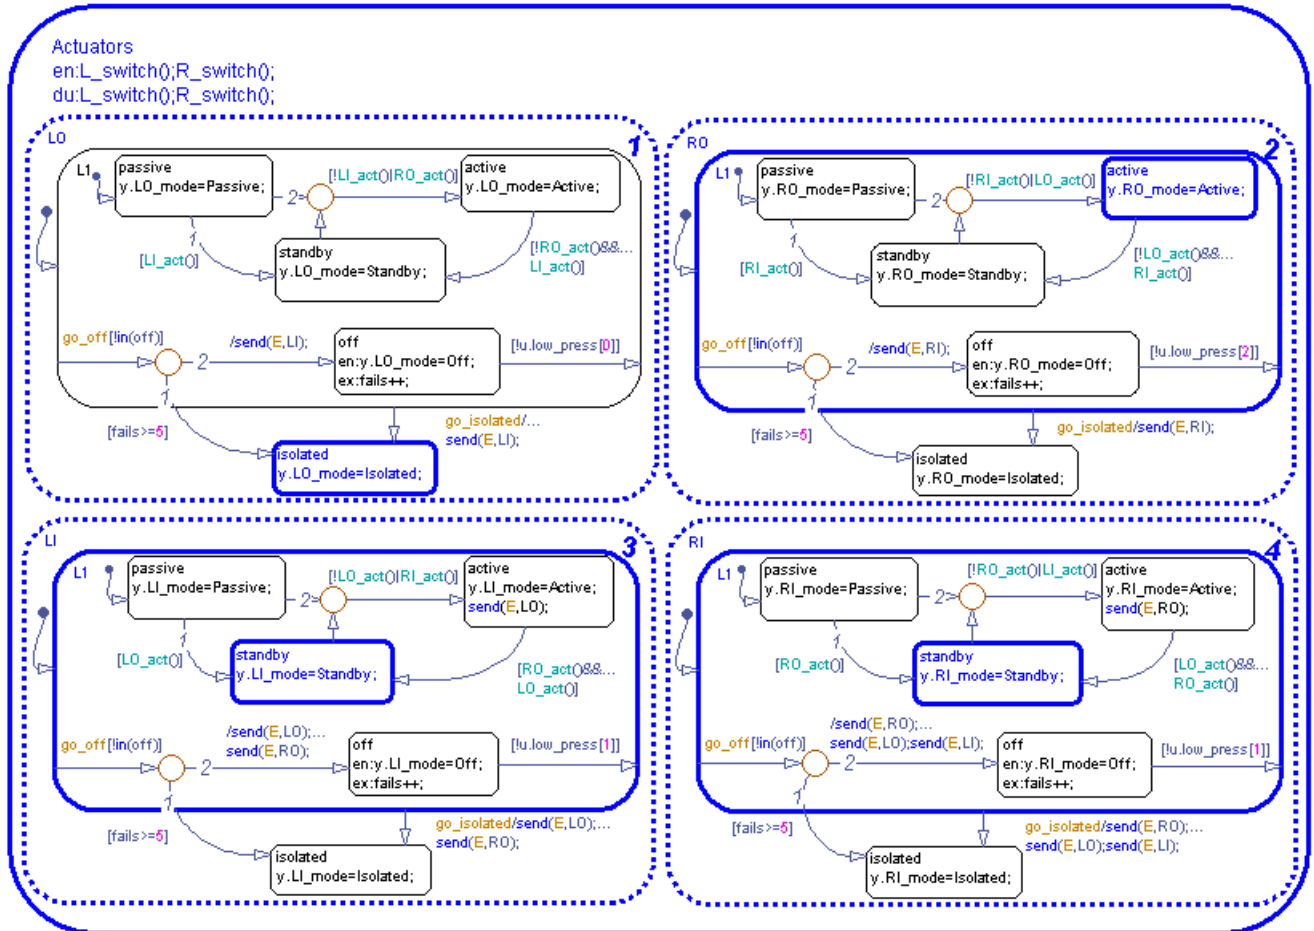 Actuators
en:L_switch();R_switch();
du:L_switch();R_switch();
LO
1
L1
passive
y.LO_mode=Passive;
2
[!LI_act()|RO_act()]
active
y.LO_mode=Active;
1
[LI_act()]
standby
y.LO_mode=Standby;
[!RO_act()&&...
LI_act()]
go_off[!in(off)]
2
/send(E,LI);
off
en:y.LO_mode=Off;
ex:fails++;
[!u.low_press[0]]
1
[fails>=5]
go_isolated/...
send(E,LI);
isolated
y.LO_mode=Isolated;
RO
2
L1
passive
y.RO_mode=Passive;
2
[!RI_act()|LO_act()]
active
y.RO_mode=Active;
1
[RI_act()]
standby
y.RO_mode=Standby;
[!LO_act()&&...
RI_act()]
go_off[!in(off)]
2
/send(E,RI);
off
en:y.RO_mode=Off;
ex:fails++;
[!u.low_press[2]]
1
[fails>=5]
go_isolated/send(E,RI);
isolated
y.RO_mode=Isolated;
LI
3
L1
passive
y.LI_mode=Passive;
2
[!LO_act()|RI_act()]
active
y.LI_mode=Active;
send(E,LO);
1
[LO_act()]
standby
y.LI_mode=Standby;
[RO_act()&&...
LO_act()]
go_off[!in(off)]
2
/send(E,LO);...
send(E,RO);
off
en:y.LI_mode=Off;
ex:fails++;
[!u.low_press[1]]
1
[fails>=5]
go_isolated/send(E,LO);...
send(E,RO);
isolated
y.LI_mode=Isolated;
RI
4
L1
passive
y.RI_mode=Passive;
2
[!RO_act()|LI_act()]
active
y.RI_mode=Active;
send(E,RO);
1
[RO_act()]
standby
y.RI_mode=Standby;
[LO_act()&&...
RO_act()]
go_off[!in(off)]
2
/send(E,RO);...
send(E,LO);send(E,LI);
off
en:y.RI_mode=Off;
ex:fails++;
[!u.low_press[1]]
1
[fails>=5]
go_isolated/send(E,RO);...
send(E,LO);send(E,LI);
isolated
y.RI_mode=Isolated;